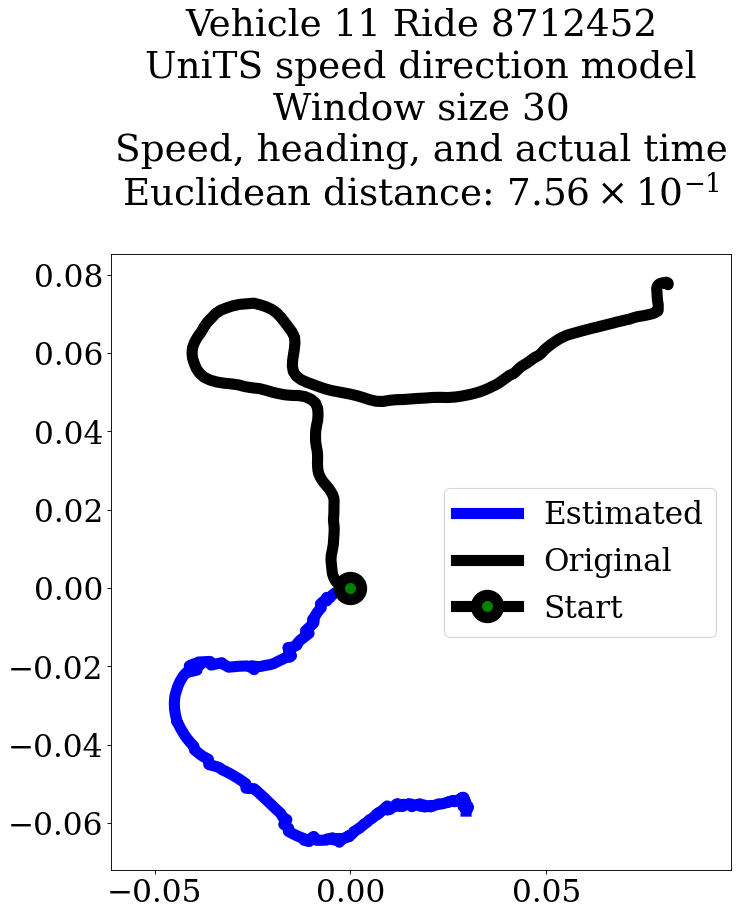 Vehicle 11 Ride 8712452
UniTS speed direction model
Window size 30
Speed, heading, and actual time
Euclidean distance: 7.56 × 10⁻¹
0.08
0.06
0.04
0.02
0.00
−0.02
−0.04
−0.06
Estimated
Original
Start
−0.05 0.00 0.05